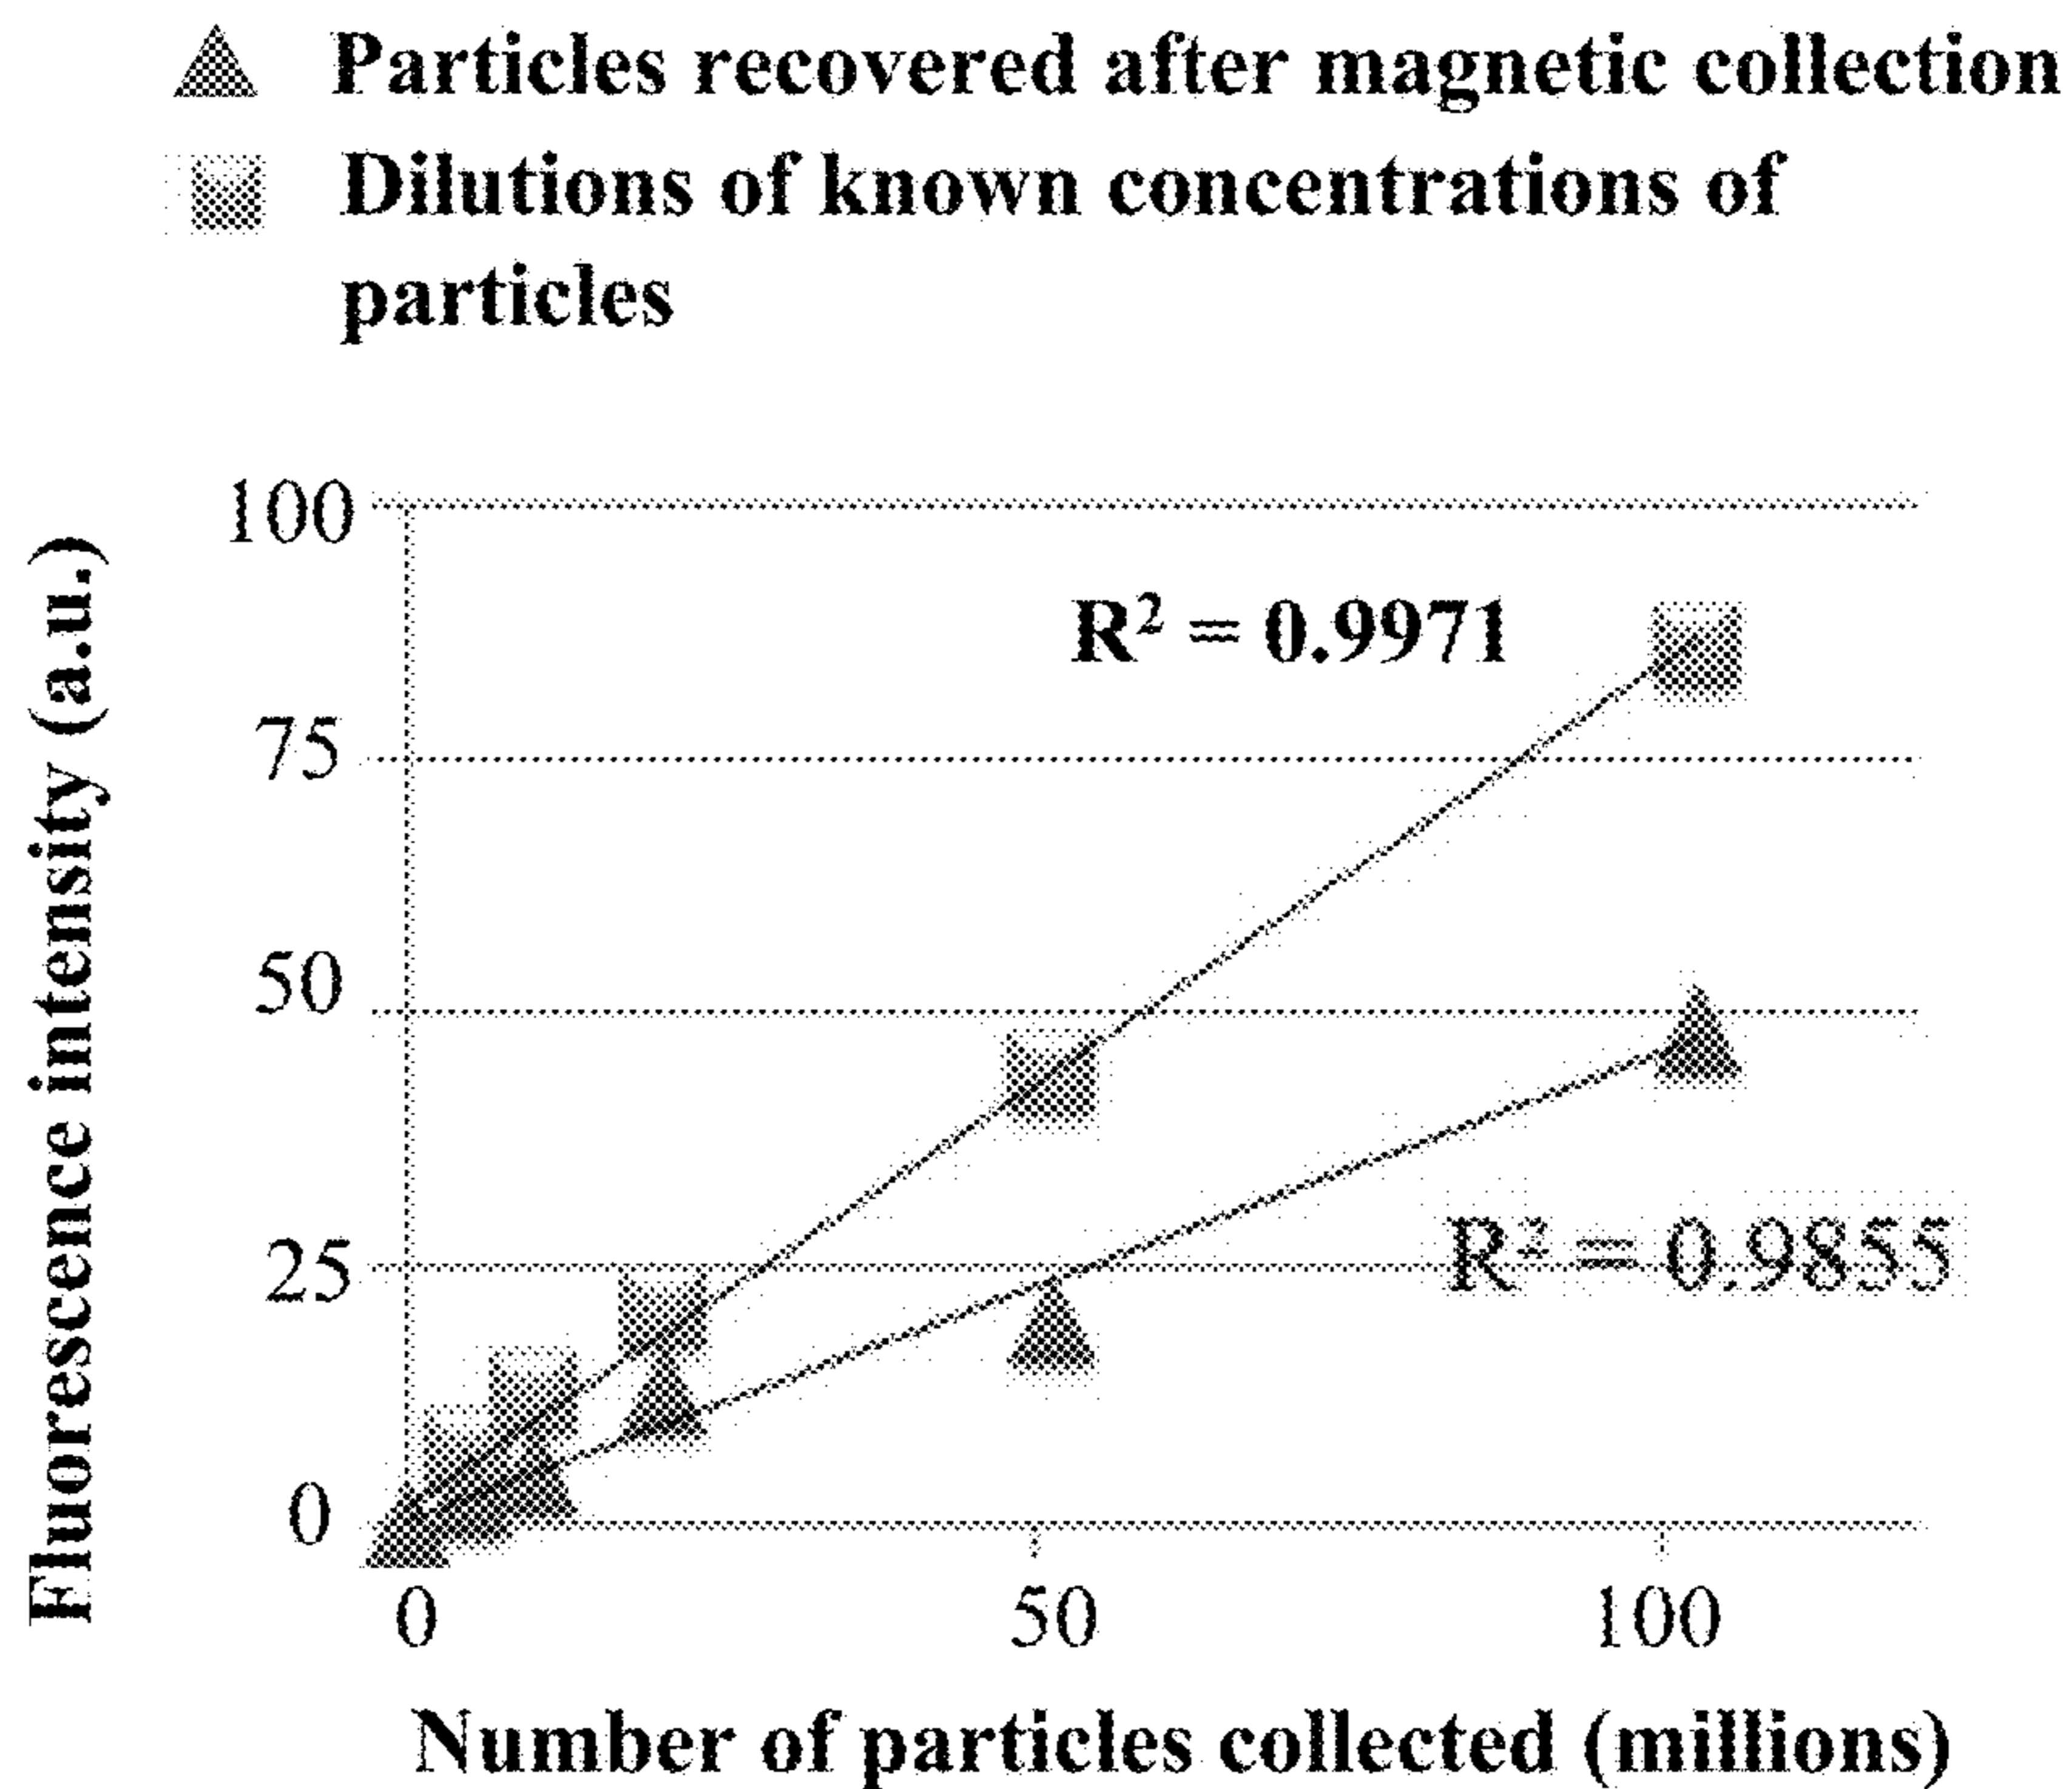 Particles recovered after magnetic collection
Dilutions of known concentrations of
particles
Fluorescence intensity (a.u.)
100
75
50
25
0
R² = 0.9971
R² = 0.9855
0
50
100
Number of particles collected (millions)